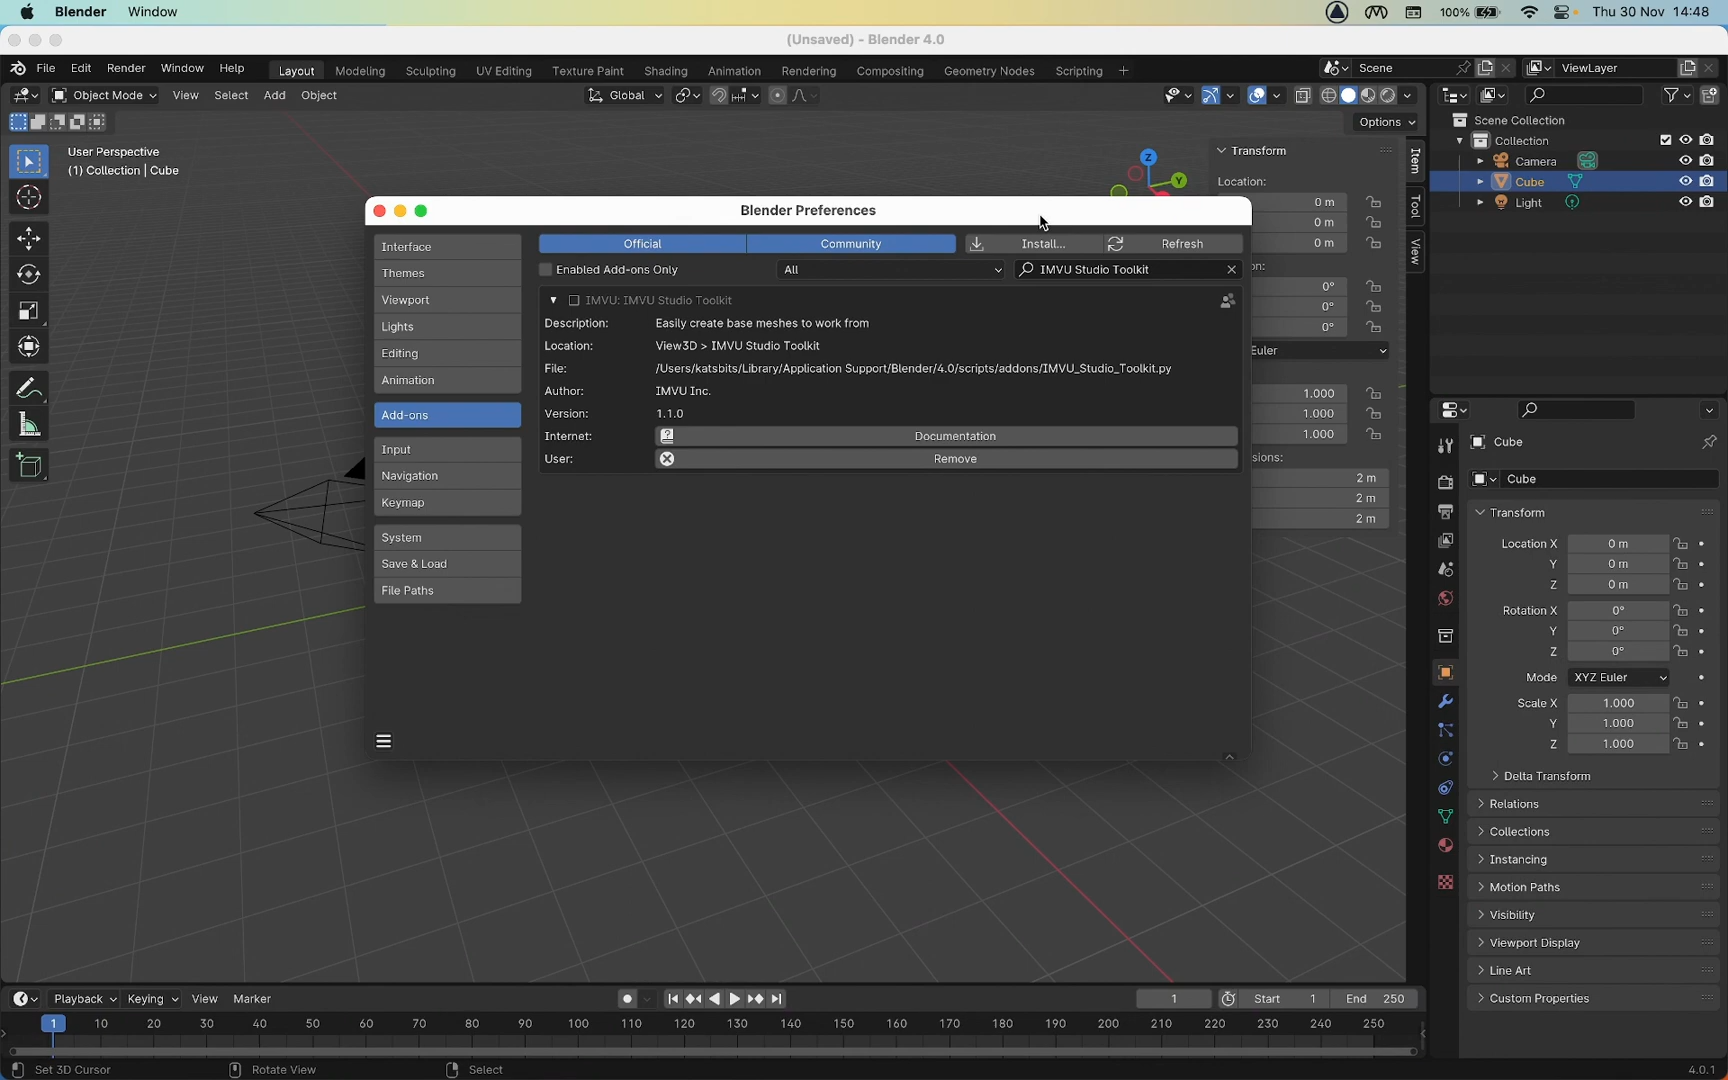 Blender Window 100% Thu 30 Nov 14:48
(Unsaved) - Blender 4.0
File Edit Render Window Help Layout Modeling Sculpting UV Editing Texture Paint Shading Animation Rendering Compositing Geometry Nodes Scripting + Scene ViewLayer
Object Mode View Select Add Object Global
Options
User Perspective
(1) Collection | Cube
Z
Y
Transform
Location:
0 m
0 m
0 m
on:
0°
0°
0°
Euler
1.000
1.000
1.000
sions:
2 m
2 m
2 m
Item
Tool
View
Blender Preferences
Interface
Themes
Viewport
Lights
Editing
Animation
Add-ons
Input
Navigation
Keymap
System
Save & Load
File Paths
Official Community Install... Refresh
Enabled Add-ons Only All IMVU Studio Toolkit
IMVU: IMVU Studio Toolkit
Description: Easily create base meshes to work from
Location: View3D > IMVU Studio Toolkit
File: /Users/katsbits/Library/Application Support/Blender/4.0/scripts/addons/IMVU_Studio_Toolkit.py
Author: IMVU Inc.
Version: 1.1.0
Internet: Documentation
User: Remove
Scene Collection
Collection
Camera
Cube
Light
Cube
Cube
Transform
Location X 0 m
Y 0 m
Z 0 m
Rotation X 0°
Y 0°
Z 0°
Mode XYZ Euler
Scale X 1.000
Y 1.000
Z 1.000
Delta Transform
Relations
Collections
Instancing
Motion Paths
Visibility
Viewport Display
Line Art
Custom Properties
Playback Keying View Marker 1 Start 1 End 250
1 10 20 30 40 50 60 70 80 90 100 110 120 130 140 150 160 170 180 190 200 210 220 230 240 250
Set 3D Cursor Rotate View Select 4.0.1